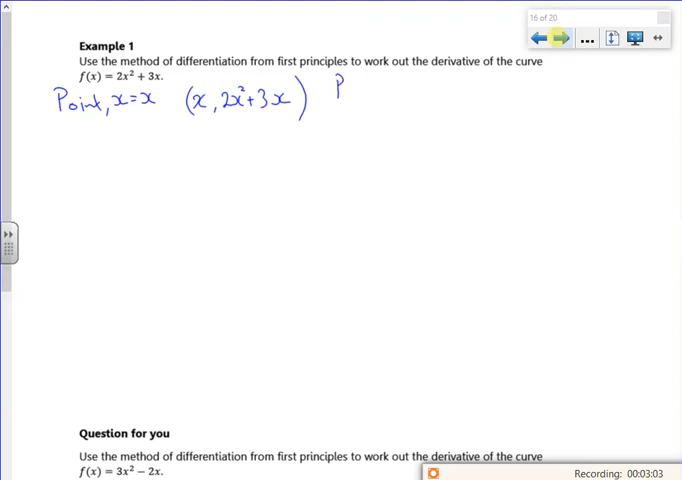 16 of 20
Example 1
Use the method of differentiation from first principles to work out the derivative of the curve
f(x) = 2x² + 3x.
Point, x=x (x, 2x²+3x) P
Question for you
Use the method of differentiation from first principles to work out the derivative of the curve
f(x) = 3x² − 2x.
Recording: 00:03:03